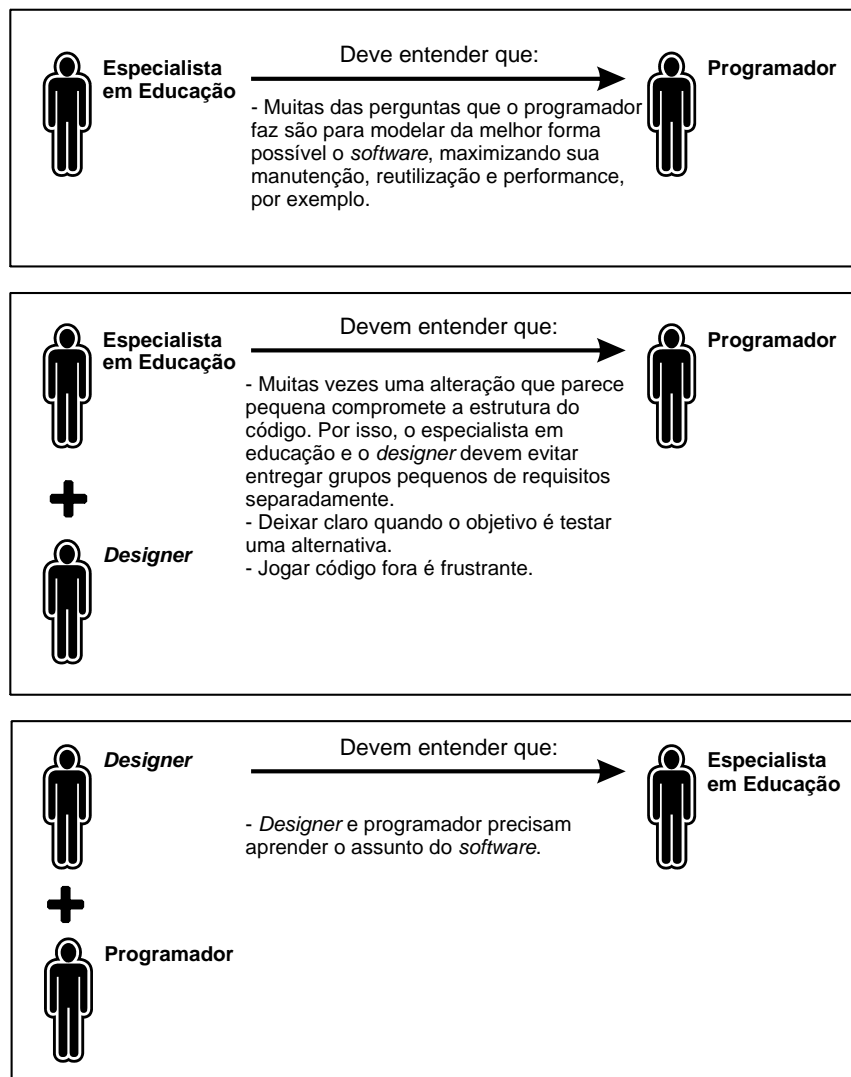 Especialista
em Educação
Deve entender que:
Programador
- Muitas das perguntas que o programador
faz são para modelar da melhor forma
possível o software, maximizando sua
manutenção, reutilização e performance,
por exemplo.
Especialista
em Educação
Devem entender que:
Programador
- Muitas vezes uma alteração que parece
pequena compromete a estrutura do
código. Por isso, o especialista em
educação e o designer devem evitar
entregar grupos pequenos de requisitos
separadamente.
- Deixar claro quando o objetivo é testar
uma alternativa.
- Jogar código fora é frustrante.
Designer
Designer
Devem entender que:
Especialista
em Educação
- Designer e programador precisam
aprender o assunto do software.
Programador